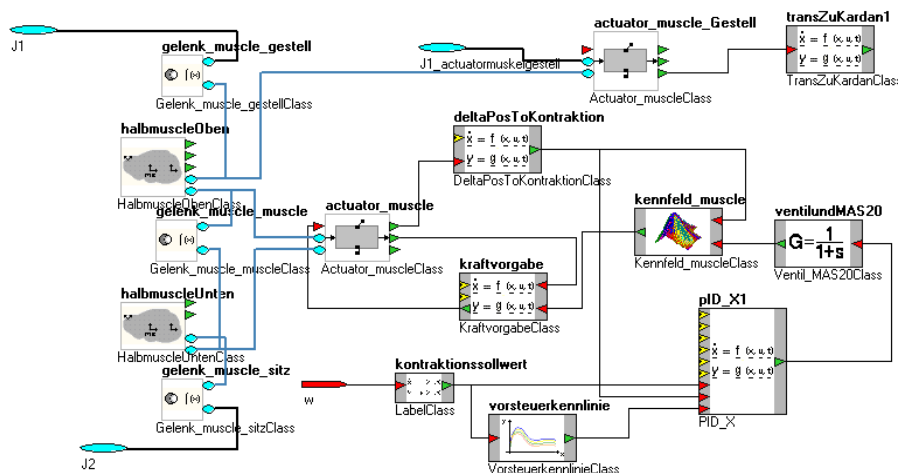 actuator_muscle_Gestell
transZuKardan1
J1
gelenk_muscle_gestell
ẋ = f (x, u, t)
y = g (x, u, t)
J1_actuatormuskelgestell
TransZuKardanClass
Gelenk_muscle_gestellClass
Actuator_muscleClass
halbmuscleOben
deltaPosToKontraktion
ẋ = f (x, u, t)
y = g (x, u, t)
DeltaPosToKontraktionClass
HalbmuscleObenClass
gelenk_muscle_muscle
actuator_muscle
kennfeld_muscle
ventilundMAS20
G= 1
1+s
Gelenk_muscle_muscleClass
Actuator_muscleClass
Kennfeld_muscleClass
Ventil_MAS20Class
kraftvorgabe
halbmuscleUnten
ẋ = f (x, u, t)
y = g (x, u, t)
KraftvorgabeClass
pID_X1
ẋ = f (x, u, t)
y = g (x, u, t)
HalbmuscleUntenClass
gelenk_muscle_sitz
kontraktionssollwert
w
LabelClass
vorsteuerkennlinie
PID_X
Gelenk_muscle_sitzClass
J2
VorsteuerkennlinieClass